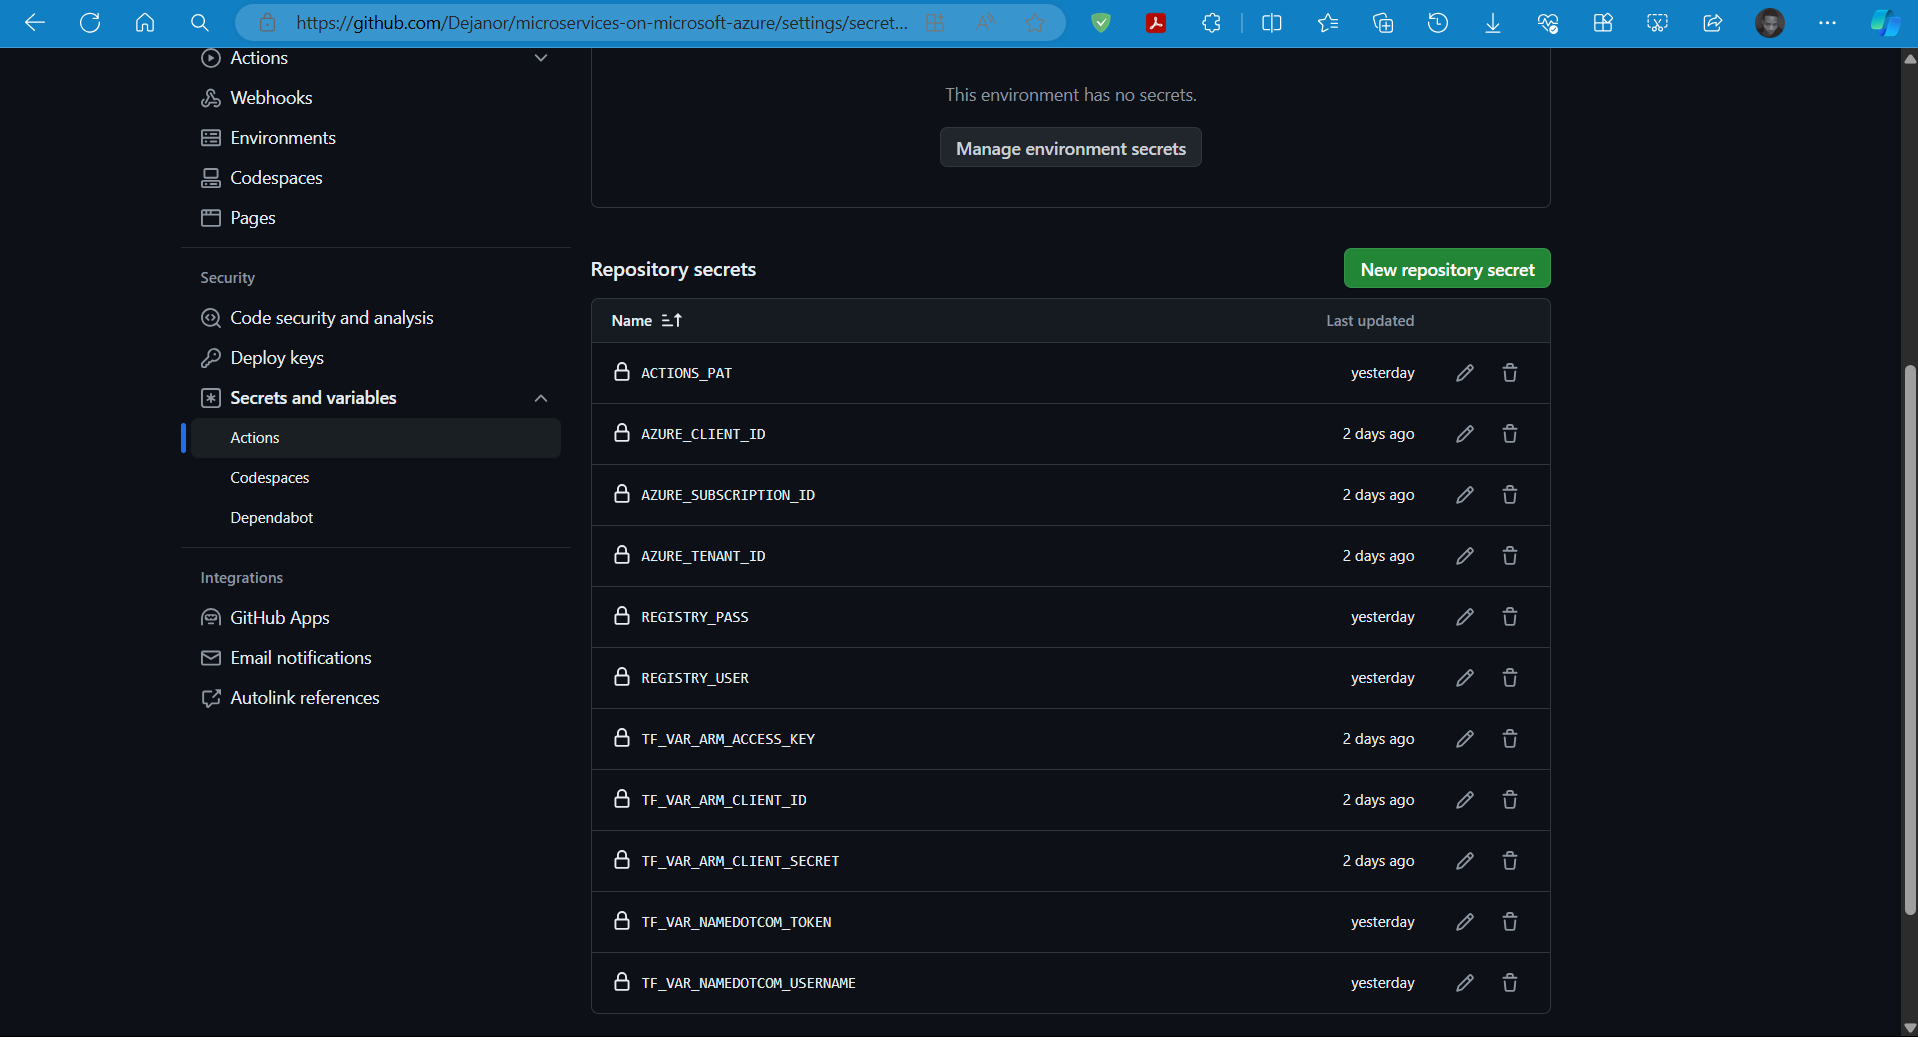 https://github.com/Dejanor/microservices-on-microsoft-azure/settings/secret...
Actions
Webhooks
Environments
Codespaces
Pages
Security
Code security and analysis
Deploy keys
Secrets and variables
Actions
Codespaces
Dependabot
Integrations
GitHub Apps
Email notifications
Autolink references
This environment has no secrets.
Manage environment secrets
Repository secrets
New repository secret
Name Last updated
ACTIONS_PAT yesterday
AZURE_CLIENT_ID 2 days ago
AZURE_SUBSCRIPTION_ID 2 days ago
AZURE_TENANT_ID 2 days ago
REGISTRY_PASS yesterday
REGISTRY_USER yesterday
TF_VAR_ARM_ACCESS_KEY 2 days ago
TF_VAR_ARM_CLIENT_ID 2 days ago
TF_VAR_ARM_CLIENT_SECRET 2 days ago
TF_VAR_NAMEDOTCOM_TOKEN yesterday
TF_VAR_NAMEDOTCOM_USERNAME yesterday